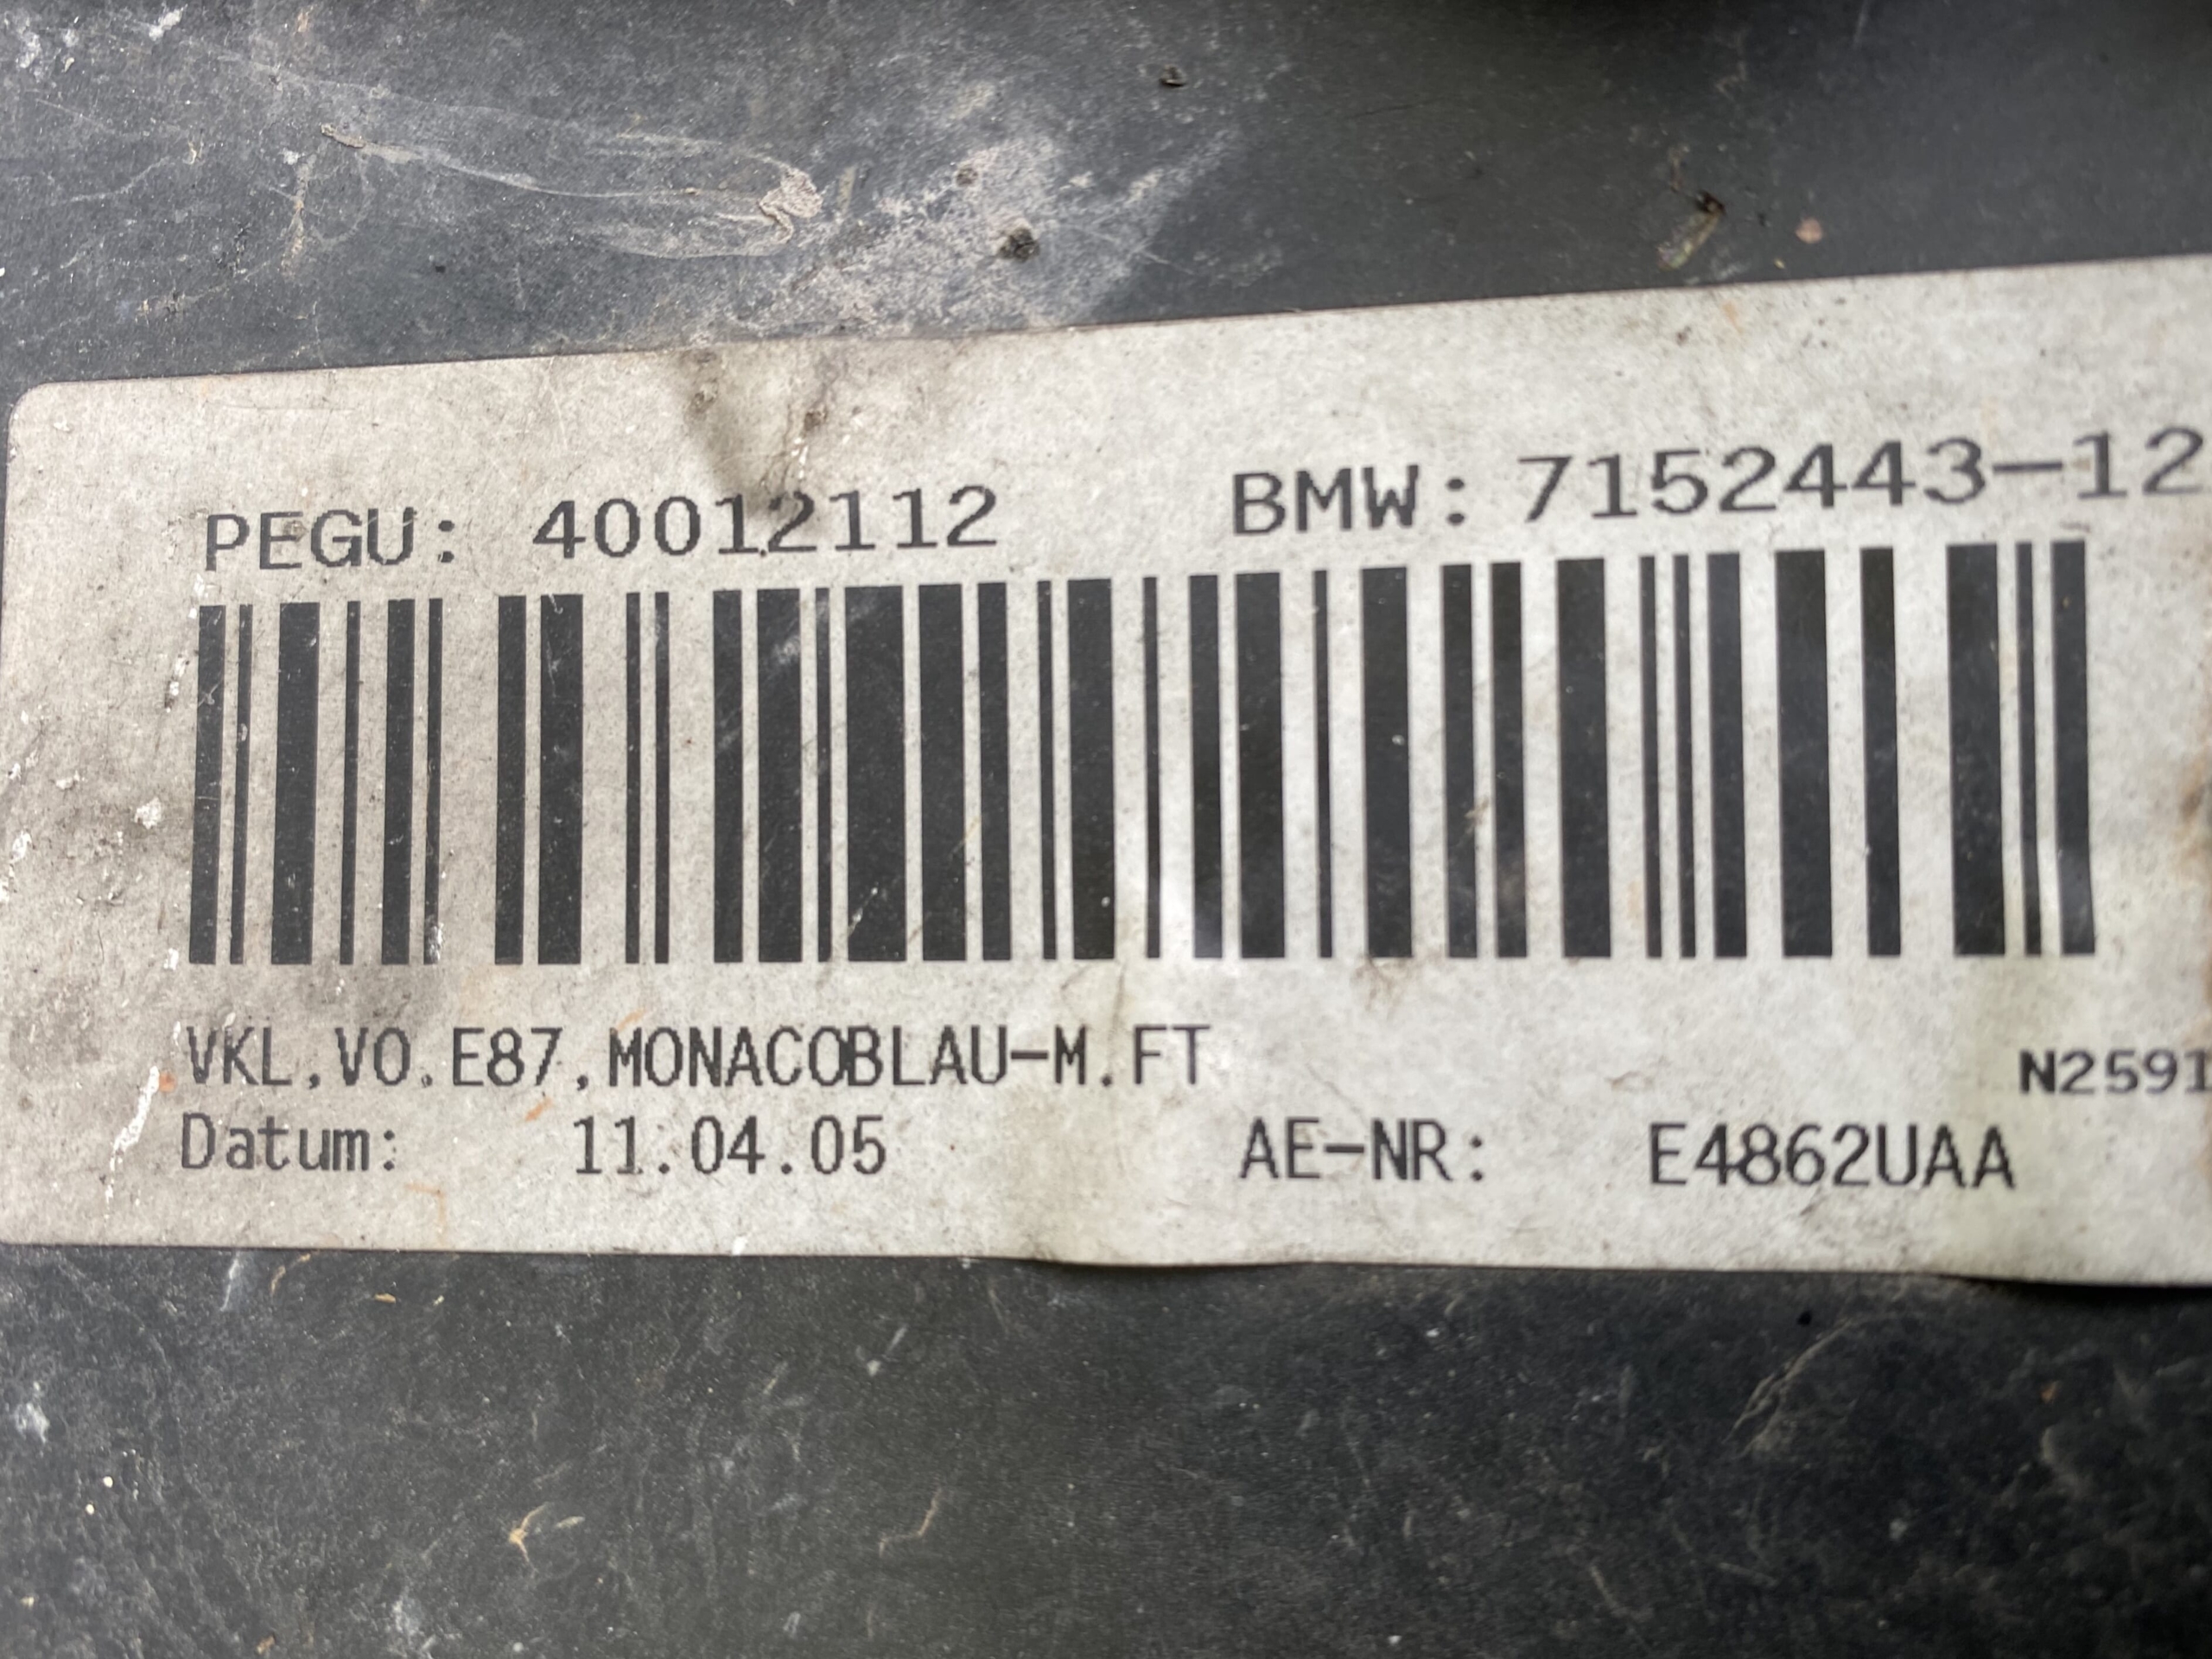 PEGU: 40012112 BMW: 7152443-12
VKL,VO.E87,MONACOBLAU-M.FT
N2591
Datum: 11.04.05 AE-NR: E4862UAA